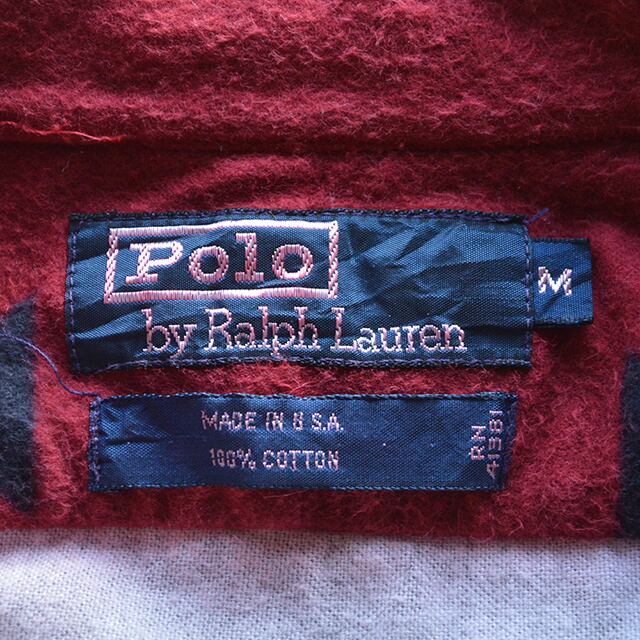 Polo
by Ralph Lauren
M
MADE IN U.S.A.
100% COTTON
RN
41381